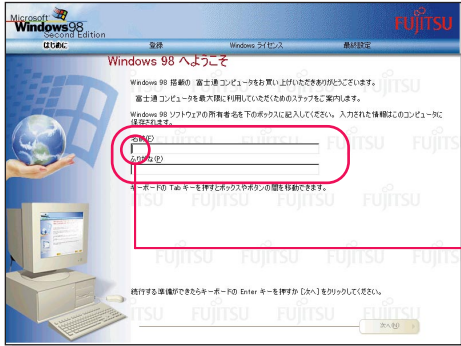 Microsoft
Windows98
Second Edition
FUJITSU
はじめに 登録 Windows ライセンス 最終設定
Windows 98 へようこそ
Windows 98 搭載の 富士通コンピュータをお買い上げいただきありがとうございます。
富士通コンピュータを最大限に利用していただくためのステップをご案内します。
Windows 98 ソフトウェアの所有者名を下のボックスに記入してください。 入力された情報はこのコンピュータに
保存されます。
名前(E)
ふりがな(P)
キーボードの Tab キーを押すとボックスやボタンの間を移動できます。
続行する準備ができたらキーボードの Enter キーを押すか [次へ] をクリックしてください。
次へ(N)